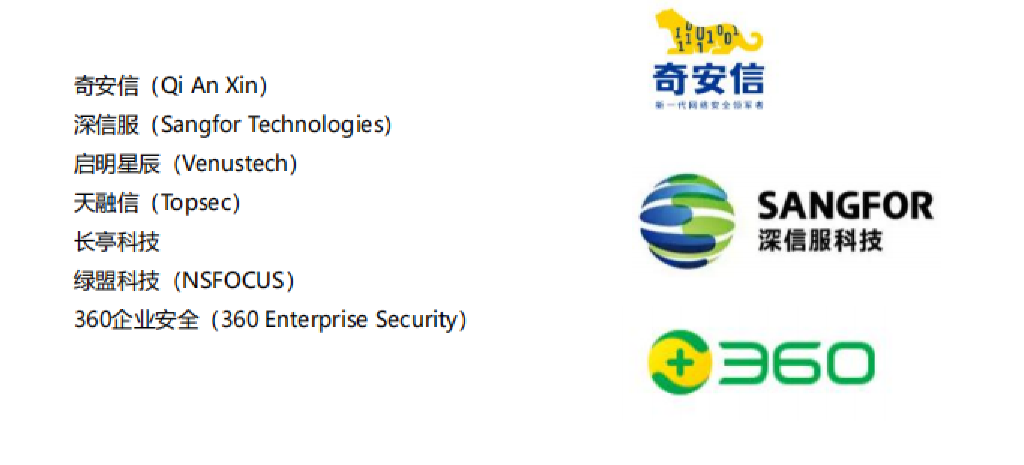 奇安信（Qi An Xin）
深信服（Sangfor Technologies）
启明星辰（Venustech）
天融信（Topsec）
长亭科技
绿盟科技（NSFOCUS）
360企业安全（360 Enterprise Security）
奇安信
新一代网络安全领军者
SANGFOR
深信服科技
360